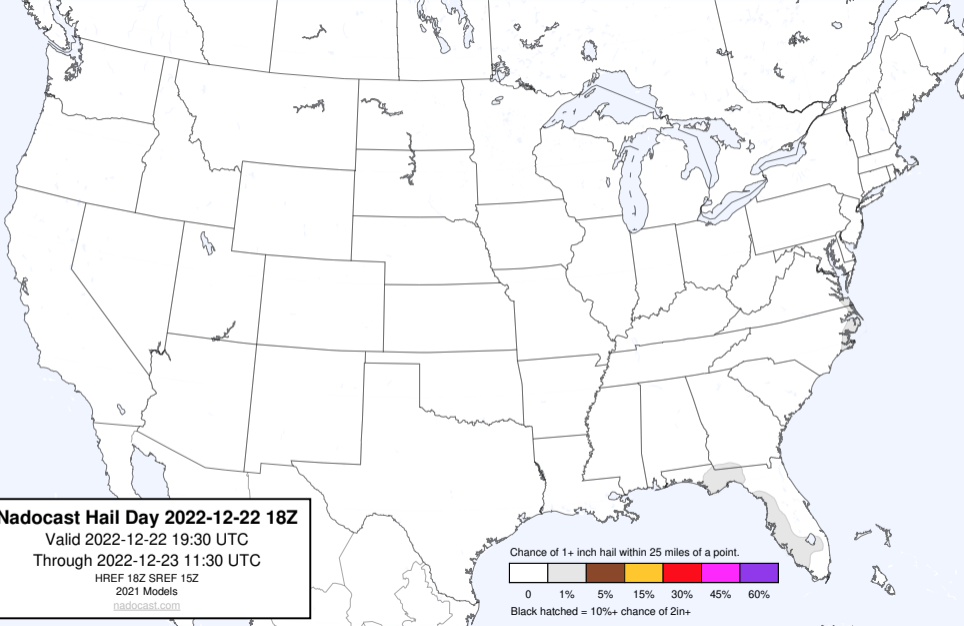 Nadocast Hail Day 2022-12-22 18Z
Valid 2022-12-22 19:30 UTC
Through 2022-12-23 11:30 UTC
HREF 18Z SREF 15Z
2021 Models
nadocast.com
Chance of 1+ inch hail within 25 miles of a point.
0 1% 5% 15% 30% 45% 60%
Black hatched = 10%+ chance of 2in+